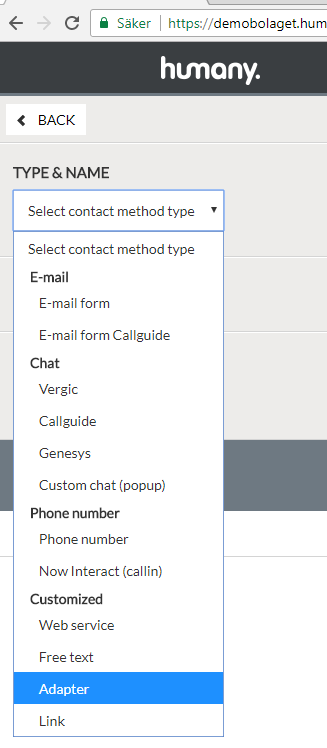 Säker
https://demobolaget.hum
humany.
BACK
TYPE & NAME
Select contact method type
Select contact method type
E-mail
E-mail form
E-mail form Callguide
Chat
Vergic
Callguide
Genesys
Custom chat (popup)
Phone number
Phone number
Now Interact (callin)
Customized
Web service
Free text
Adapter
Link